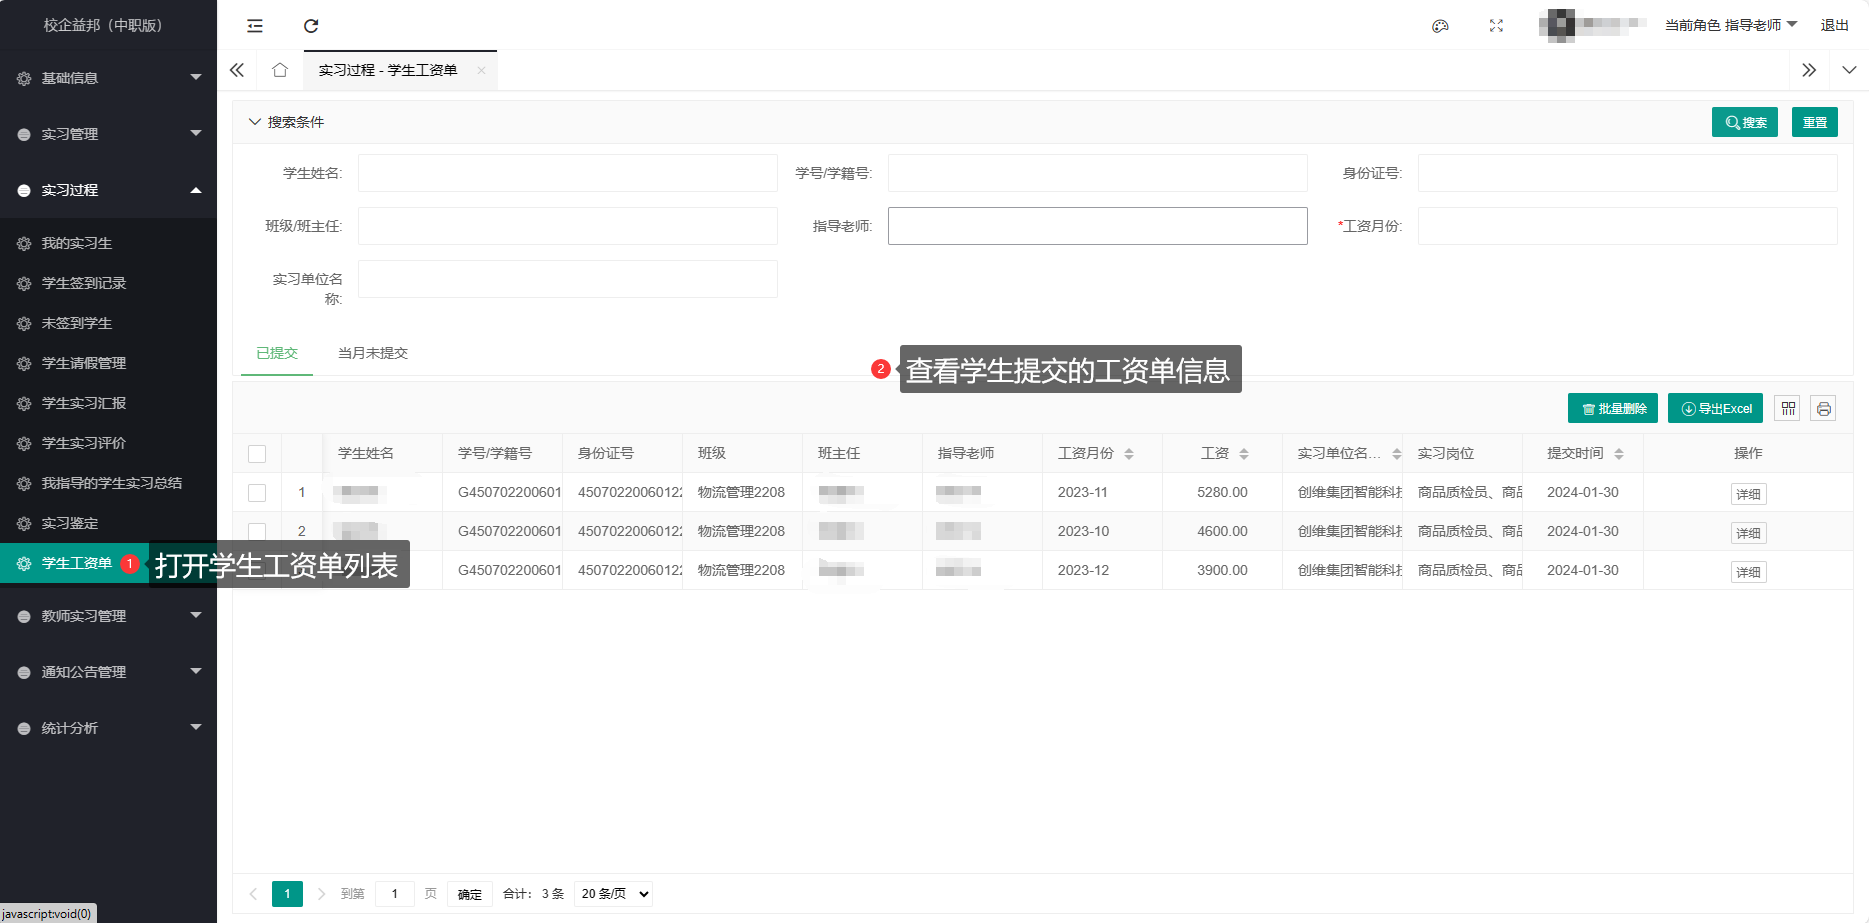 校企益邦（中职版）
当前角色 指导老师
退出
基础信息
实习管理
实习过程
我的实习生
学生签到记录
未签到学生
学生请假管理
学生实习汇报
学生实习评价
我指导的学生实习总结
实习鉴定
学生工资单
1
打开学生工资单列表
教师实习管理
通知公告管理
统计分析
javascript:void(0)
实习过程 - 学生工资单
搜索条件
搜索
重置
学生姓名:
学号/学籍号:
身份证号:
班级/班主任:
指导老师:
*工资月份:
实习单位名
称:
已提交
当月未提交
2
查看学生提交的工资单信息
批量删除
导出Excel
学生姓名 学号/学籍号 身份证号 班级 班主任 指导老师 工资月份 工资 实习单位名... 实习岗位 提交时间 操作
1 G450702200601 45070220060122 物流管理2208 2023-11 5280.00 创维集团智能科技 商品质检员、商品 2024-01-30 详细
2 G450702200601 45070220060122 物流管理2208 2023-10 4600.00 创维集团智能科技 商品质检员、商品 2024-01-30 详细
G450702200601 45070220060122 物流管理2208 2023-12 3900.00 创维集团智能科技 商品质检员、商品 2024-01-30 详细
1 到第 1 页 确定 合计： 3 条 20 条/页